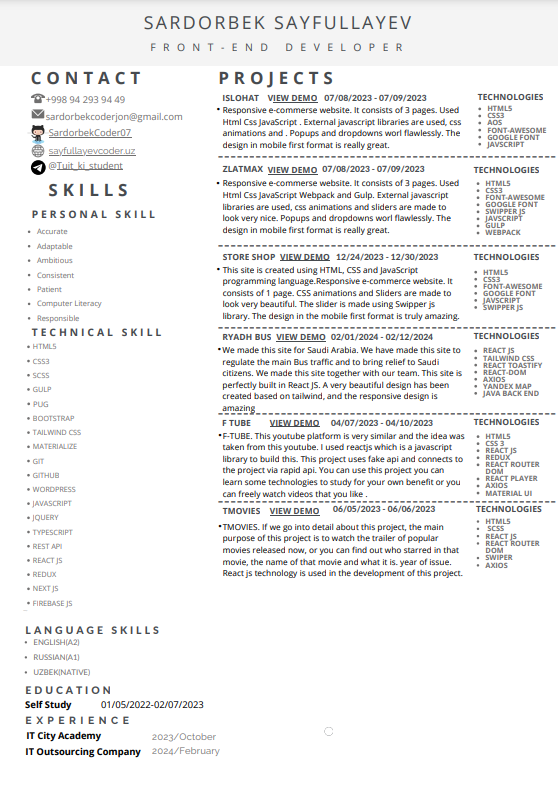 SARDORBEK SAYFULLAYEV
FRONT-END DEVELOPER
CONTACT
+998 94 293 94 49
sardorbekcoderjon@gmail.com
SardorbekCoder07
sayfullayevcoder.uz
@Tuit_ki_student
SKILLS
PERSONAL SKILL
• Accurate
• Adaptable
• Ambitious
• Consistent
• Patient
• Computer Literacy
• Responsible
TECHNICAL SKILL
• HTML5
• CSS3
• SCSS
• GULP
• PUG
• BOOTSTRAP
• TAILWIND CSS
• MATERIALIZE
• GIT
• GITHUB
• WORDPRESS
• JAVASCRIPT
• JQUERY
• TYPESCRIPT
• REST API
• REACT JS
• REDUX
• NEXT JS
• FIREBASE JS
LANGUAGE SKILLS
• ENGLISH(A2)
• RUSSIAN(A1)
• UZBEK(NATIVE)
EDUCATION
Self Study 01/05/2022-02/07/2023
EXPERIENCE
IT City Academy 2023/October
IT Outsourcing Company 2024/February
PROJECTS
ISLOHAT VIEW DEMO 07/08/2023 - 07/09/2023
• Responsive e-commerse website. It consists of 3 pages. Used
Html Css JavaScript . External javascript libraries are used, css
animations and . Popups and dropdowns worl flawlessly. The
design in mobile first format is really great.
TECHNOLOGIES
• HTML5
• CSS3
• AOS
• FONT-AWESOME
• GOOGLE FONT
• JAVSCRIPT
ZLATMAX VIEW DEMO 07/08/2023 - 07/09/2023
• Responsive e-commerse website. It consists of 3 pages. Used
Html Css JavaScript Webpack and Gulp. External javascript
libraries are used, css animations and sliders are made to
look very nice. Popups and dropdowns worl flawlessly. The
design in mobile first format is really great.
TECHNOLOGIES
• HTML5
• CSS3
• FONT-AWESOME
• GOOGLE FONT
• SWIPPER JS
• JAVSCRIPT
• GULP
• WEBPACK
STORE SHOP VIEW DEMO 12/24/2023 - 12/30/2023
• This site is created using HTML, CSS and JavaScript
programming language.Responsive e-commerse website. It
consists of 1 page. CSS animations and Sliders are made to
look very beautiful. The slider is made using Swipper js
library. The design in the mobile first format is truly amazing.
TECHNOLOGIES
• HTML5
• CSS3
• FONT-AWESOME
• GOOGLE FONT
• JAVSCRIPT
• SWIPPER JS
RYADH BUS VIEW DEMO 02/01/2024 - 02/12/2024
• We made this site for Saudi Arabia. We have made this site to
regulate the main Bus traffic and to bring relief to Saudi
citizens. We made this site together with our team. This site is
perfectly built in React JS. A very beautiful design has been
created based on tailwind, and the responsive design is
amazing
TECHNOLOGIES
• REACT JS
• TAILWIND CSS
• REACT TOASTIFY
• REACT-DOM
• AXIOS
• YANDEX MAP
• JAVA BACK END
F TUBE VIEW DEMO 04/07/2023 - 04/10/2023
• F-TUBE. This youtube platform is very similar and the idea was
taken from this youtube. I used reactjs which is a javascript
library to build this. This project uses fake api and connects to
the project via rapid api. You can use this project you can
learn some technologies to study for your own benefit or you
can freely watch videos that you like .
TECHNOLOGIES
• HTML5
• CSS 3
• REACT JS
• REDUX
• REACT ROUTER
DOM
• REACT PLAYER
• AXIOS
• MATERIAL UI
TMOVIES VIEW DEMO 06/05/2023 - 06/06/2023
• TMOVIES. If we go into detail about this project, the main
purpose of this project is to watch the trailer of popular
movies released now, or you can find out who starred in that
movie, the name of that movie and what it is. year of issue.
React js technology is used in the development of this project.
TECHNOLOGIES
• HTML5
• SCSS
• REACT JS
• REACT ROUTER
DOM
• SWIPER
• AXIOS